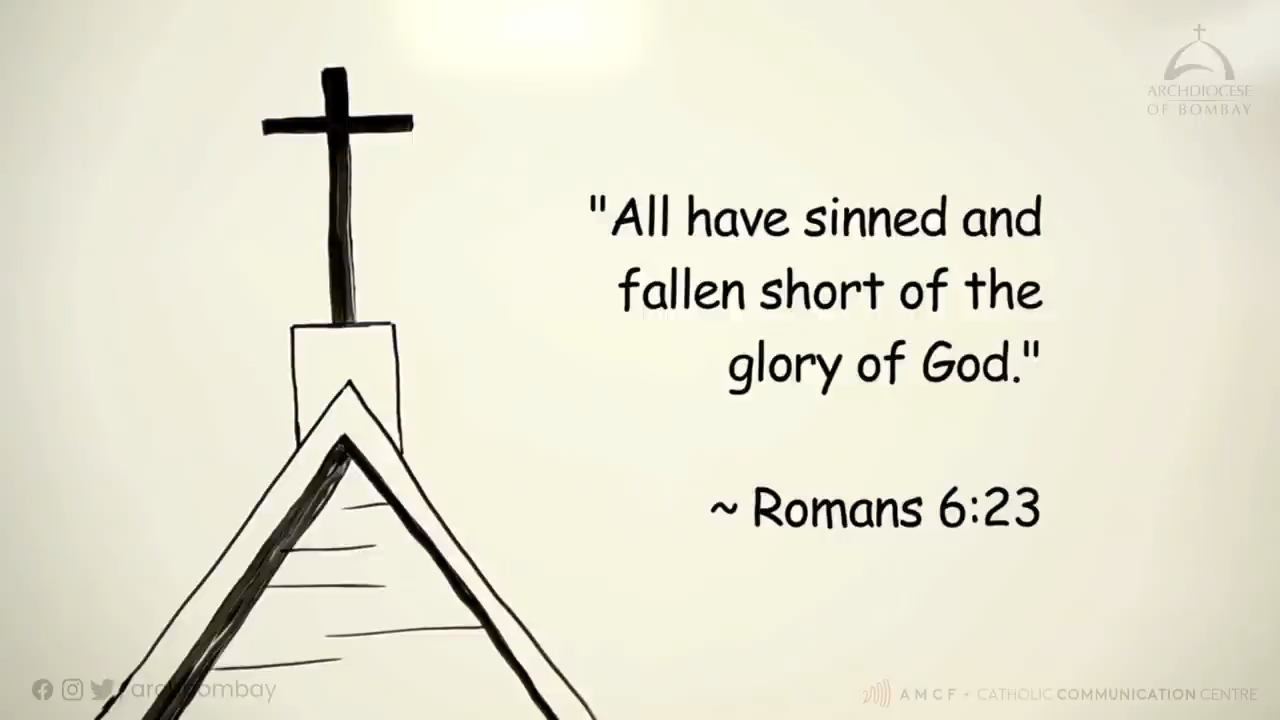 ARCHDIOCESE
OF BOMBAY
"All have sinned and
fallen short of the
glory of God."
~ Romans 6:23
AMCF • CATHOLIC COMMUNICATION CENTRE